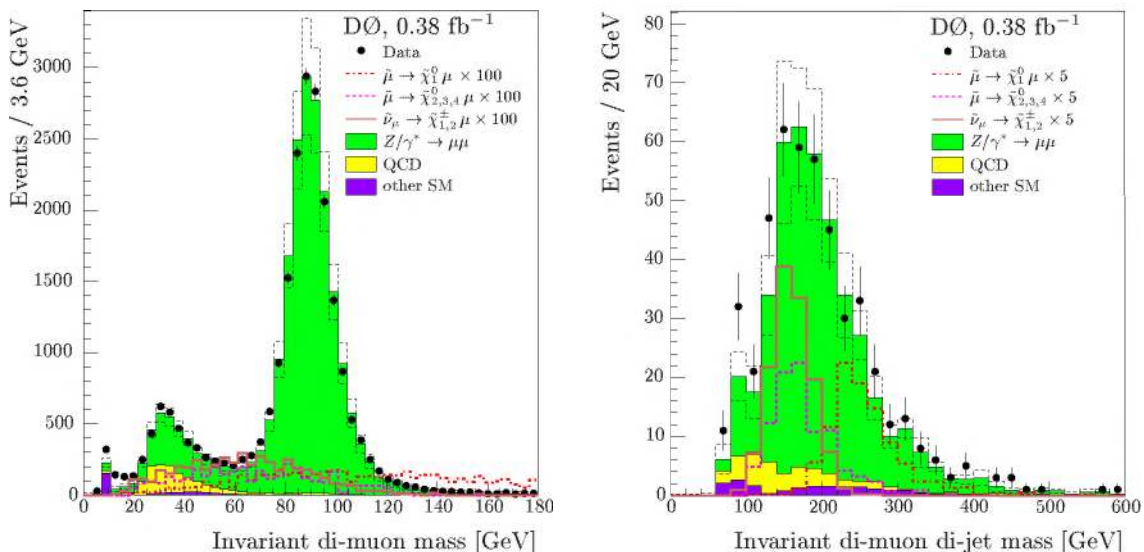 DØ, 0.38 fb⁻¹
Data
μ̃ → χ̃⁰₁ μ × 100
μ̃ → χ̃⁰₂,₃,₄ μ × 100
ν̃μ → χ̃±₁,₂ μ × 100
Z/γ* → μμ
QCD
other SM
Events / 3.6 GeV
3000
2500
2000
1500
1000
500
0
0 20 40 60 80 100 120 140 160 180
Invariant di-muon mass [GeV]
DØ, 0.38 fb⁻¹
Data
μ̃ → χ̃⁰₁ μ × 5
μ̃ → χ̃⁰₂,₃,₄ × 5
ν̃μ → χ̃±₁,₂ × 5
Z/γ* → μμ
QCD
other SM
Events / 20 GeV
80
70
60
50
40
30
20
10
0
0 100 200 300 400 500 600
Invariant di-muon di-jet mass [GeV]